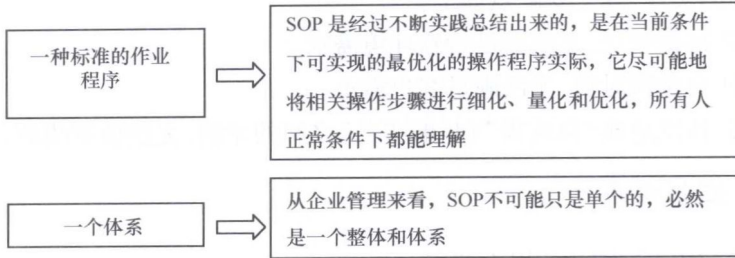 一种标准的作业
程序
SOP 是经过不断实践总结出来的，是在当前条件
下可实现的最优化的操作程序实际，它尽可能地
将相关操作步骤进行细化、量化和优化，所有人
正常条件下都能理解
一个体系
从企业管理来看，SOP不可能只是单个的，必然
是一个整体和体系